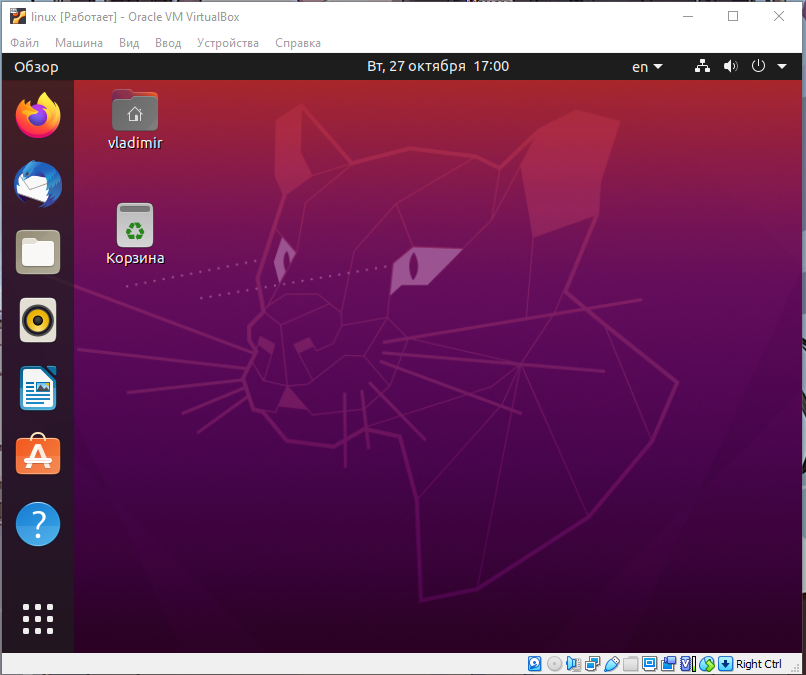 linux [Работает] - Oracle VM VirtualBox
Файл Машина Вид Ввод Устройства Справка
Обзор Вт, 27 октября 17:00 en
vladimir
Корзина
Right Ctrl